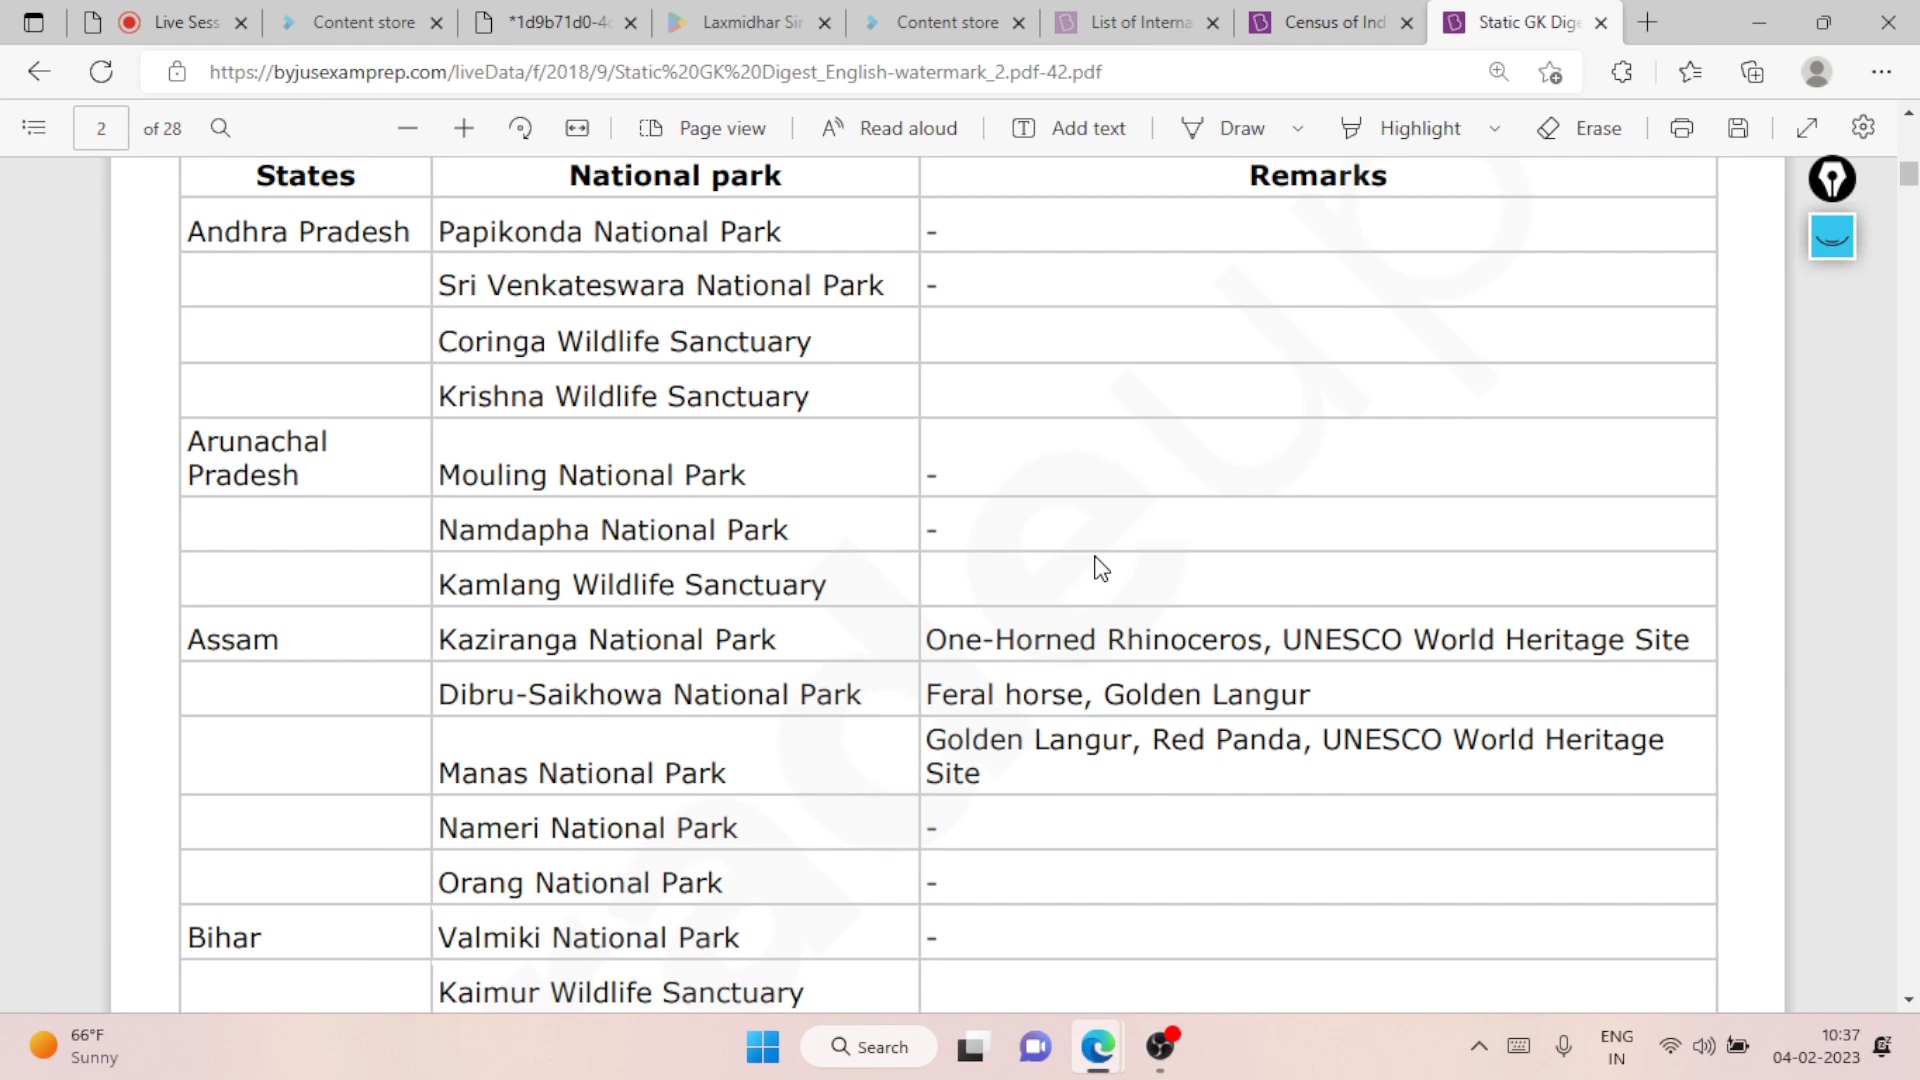 Live Sess
Content store
*1d9b71d0-4
Laxmidhar Sir
Content store
List of Interna
Census of Ind
Static GK Dige
https://byjusexamprep.com/liveData/f/2018/9/Static%20GK%20Digest_English-watermark_2.pdf-42.pdf
2 of 28
Page view
Read aloud
Add text
Draw
Highlight
Erase
States National park Remarks
Andhra Pradesh Papikonda National Park -
Sri Venkateswara National Park -
Coringa Wildlife Sanctuary
Krishna Wildlife Sanctuary
Arunachal
Pradesh Mouling National Park -
Namdapha National Park -
Kamlang Wildlife Sanctuary
Assam Kaziranga National Park One-Horned Rhinoceros, UNESCO World Heritage Site
Dibru-Saikhowa National Park Feral horse, Golden Langur
Golden Langur, Red Panda, UNESCO World Heritage
Manas National Park Site
Nameri National Park -
Orang National Park -
Bihar Valmiki National Park -
Kaimur Wildlife Sanctuary
66°F
Sunny
Search
ENG
IN
10:37
04-02-2023